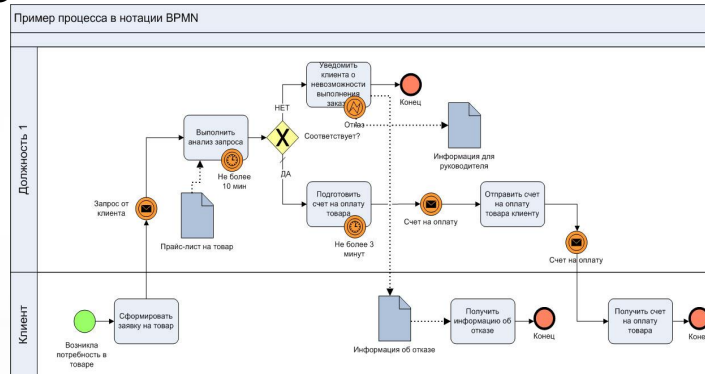 Пример процесса в нотации BPMN
Должность 1
Уведомить
клиента о
невозможности
выполнения
заказа
Отказ
Конец
НЕТ
Выполнить
анализ запроса
Не более
10 мин
Соответствует?
Информация для
руководителя
ДА
Запрос от
клиента
Прайс-лист на товар
Подготовить
счет на оплату
товара
Не более 3
минут
Счет на оплату
Отправить счет
на оплату
товара клиенту
Счет на оплату
Клиент
Сформировать
заявку на товар
Возникла
потребность в
товаре
Информация об отказе
Получить
информацию об
отказе
Конец
Получить счет
на оплату
товара